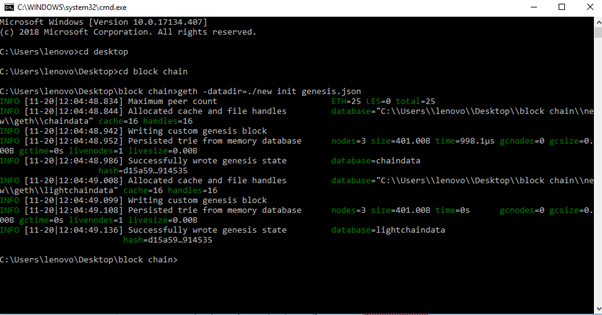 C:\WINDOWS\system32\cmd.exe
Microsoft Windows [Version 10.0.17134.407]
(c) 2018 Microsoft Corporation. All rights reserved.
C:\Users\lenovo>cd desktop
C:\Users\lenovo\Desktop>cd block chain
C:\Users\lenovo\Desktop\block chain>geth -datadir=./new init genesis.json
INFO [11-20|12:04:48.834] Maximum peer count ETH=25 LES=0 total=25
INFO [11-20|12:04:48.844] Allocated cache and file handles database="C:\\Users\\lenovo\\Desktop\\block chain\\ne
w\\geth\\chaindata" cache=16 handles=16
INFO [11-20|12:04:48.942] Writing custom genesis block
INFO [11-20|12:04:48.952] Persisted trie from memory database nodes=3 size=401.00B time=998.1µs gcnodes=0 gcsize=0.
00B gctime=0s livenodes=1 livesize=0.00B
INFO [11-20|12:04:48.986] Successfully wrote genesis state database=chaindata
hash=d15a59…914535
INFO [11-20|12:04:49.008] Allocated cache and file handles database="C:\\Users\\lenovo\\Desktop\\block chain\\ne
w\\geth\\lightchaindata" cache=16 handles=16
INFO [11-20|12:04:49.099] Writing custom genesis block
INFO [11-20|12:04:49.108] Persisted trie from memory database nodes=3 size=401.00B time=0s gcnodes=0 gcsize=0.
00B gctime=0s livenodes=1 livesize=0.00B
INFO [11-20|12:04:49.136] Successfully wrote genesis state database=lightchaindata
hash=d15a59…914535
C:\Users\lenovo\Desktop\block chain>